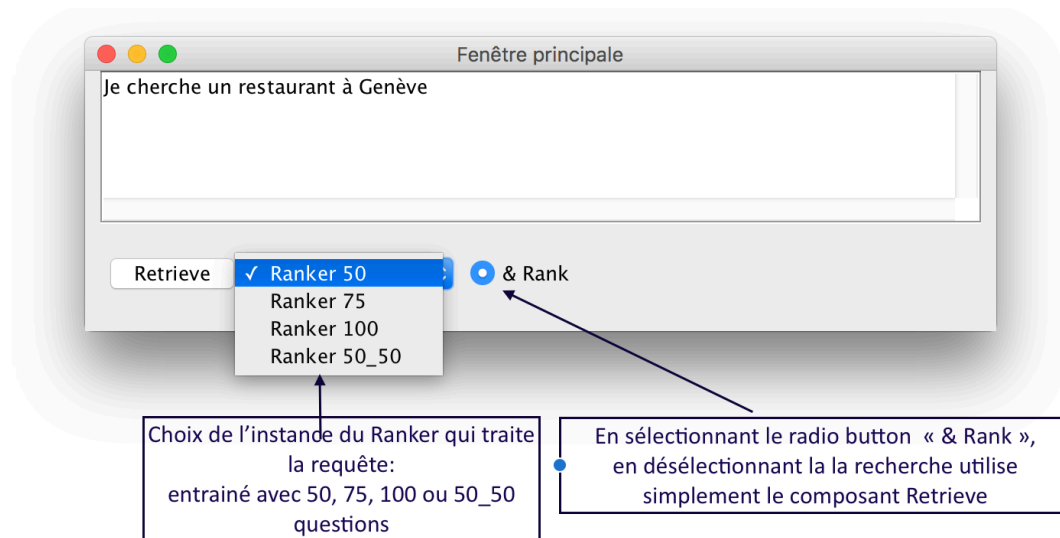 Fenêtre principale
Je cherche un restaurant à Genève
Retrieve ✓ Ranker 50 & Rank
Ranker 75
Ranker 100
Ranker 50_50
Choix de l’instance du Ranker qui traite
la requête:
entrainé avec 50, 75, 100 ou 50_50
questions
En sélectionnant le radio button « & Rank »,
en désélectionnant la la recherche utilise
simplement le composant Retrieve